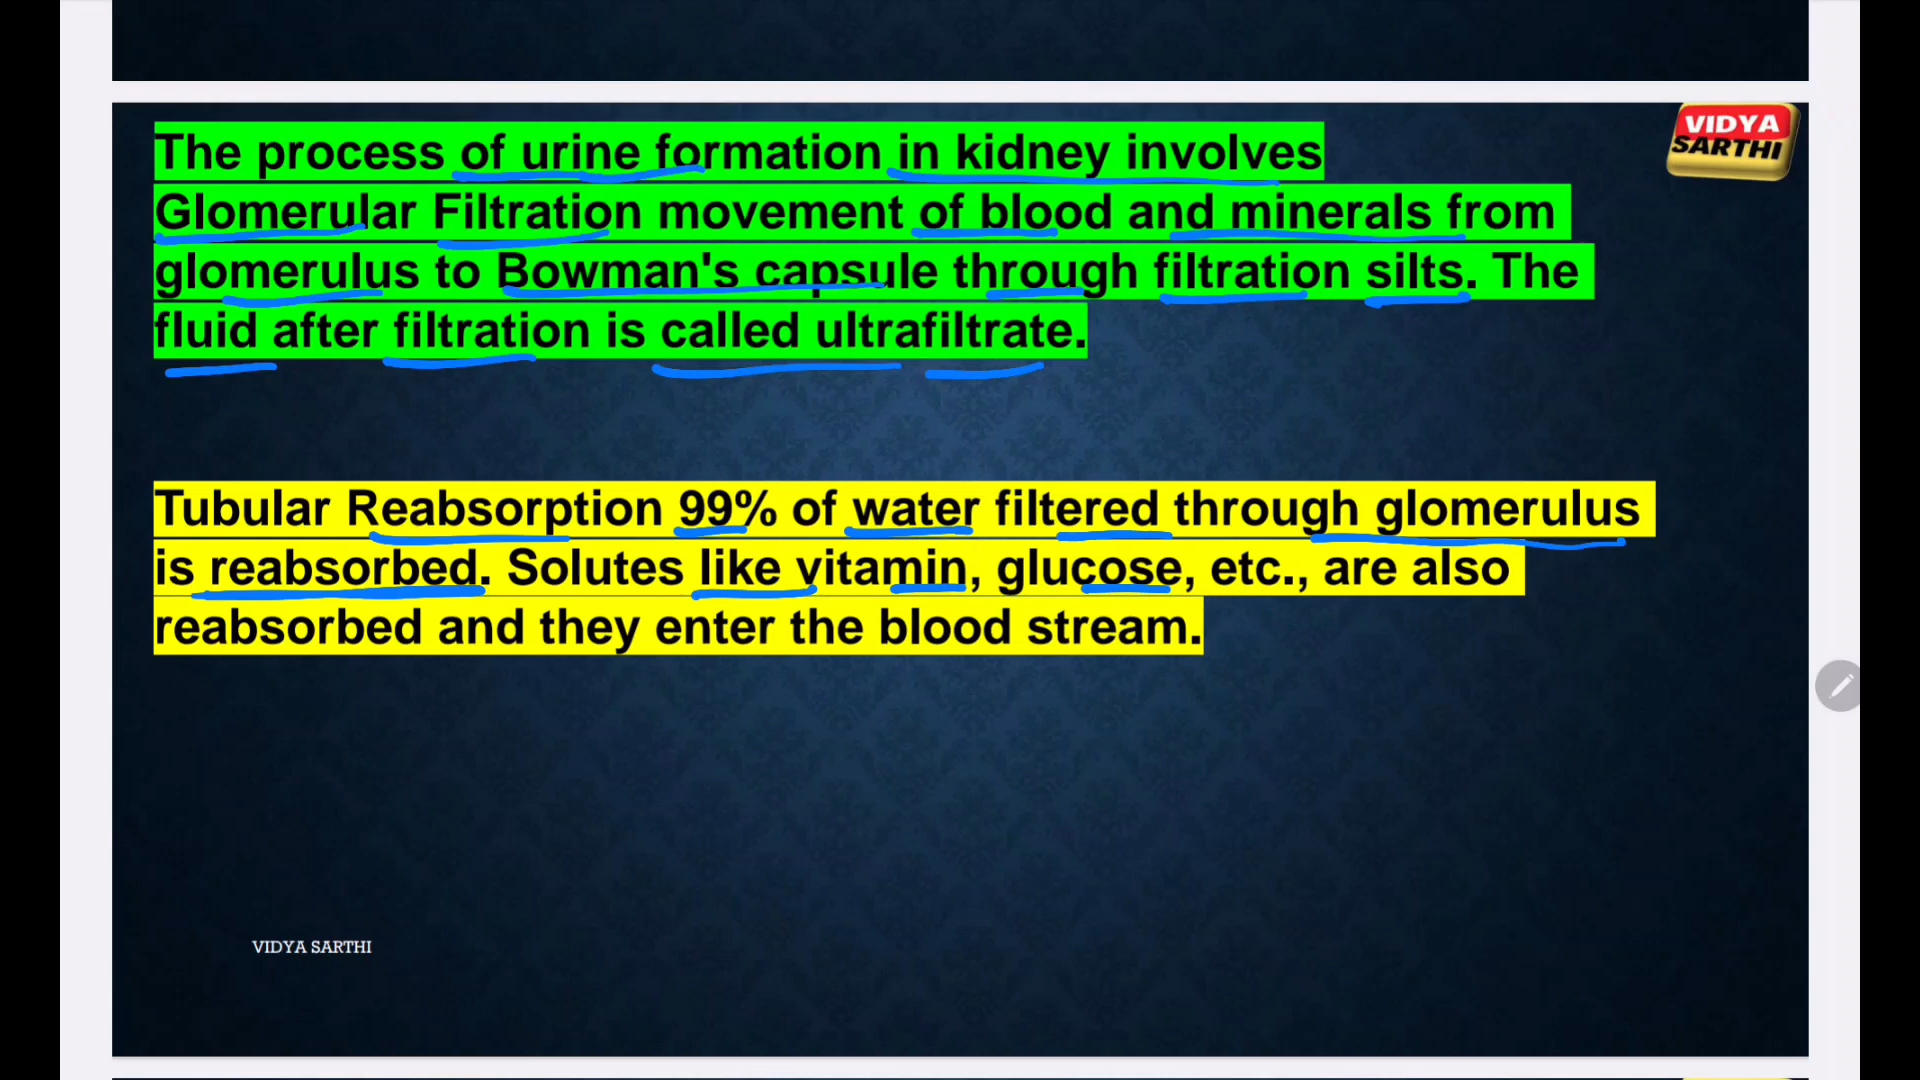 VIDYA
SARTHI
The process of urine formation in kidney involves
Glomerular Filtration movement of blood and minerals from
glomerulus to Bowman's capsule through filtration silts. The
fluid after filtration is called ultrafiltrate.
Tubular Reabsorption 99% of water filtered through glomerulus
is reabsorbed. Solutes like vitamin, glucose, etc., are also
reabsorbed and they enter the blood stream.
VIDYA SARTHI